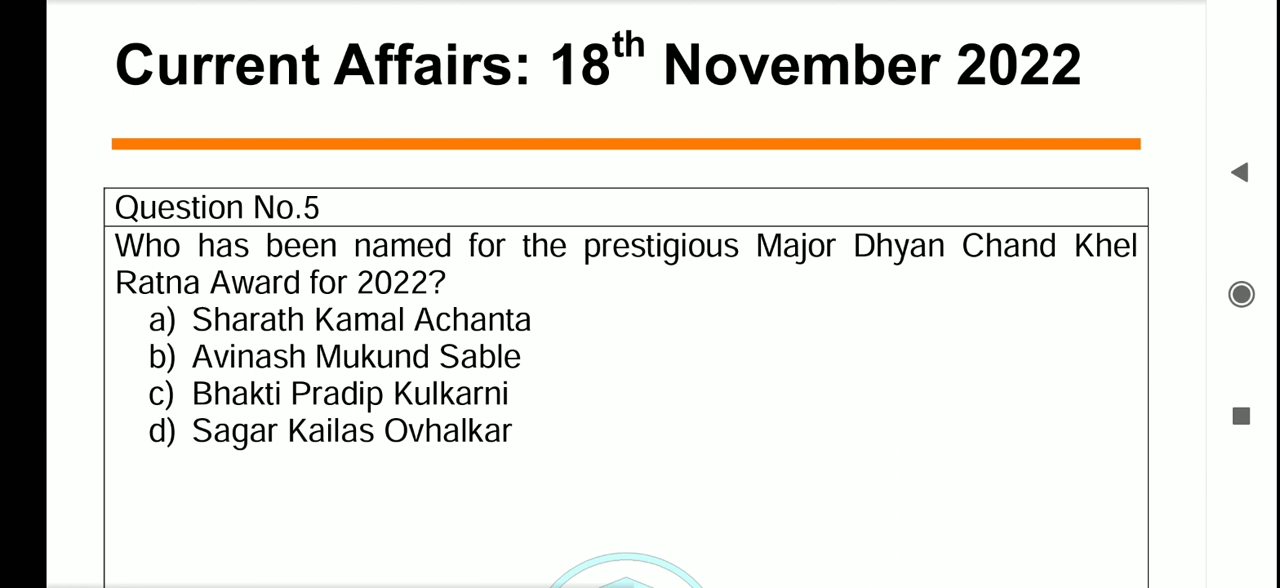 Current Affairs: 18th November 2022
Question No.5
Who has been named for the prestigious Major Dhyan Chand Khel
Ratna Award for 2022?
a) Sharath Kamal Achanta
b) Avinash Mukund Sable
c) Bhakti Pradip Kulkarni
d) Sagar Kailas Ovhalkar